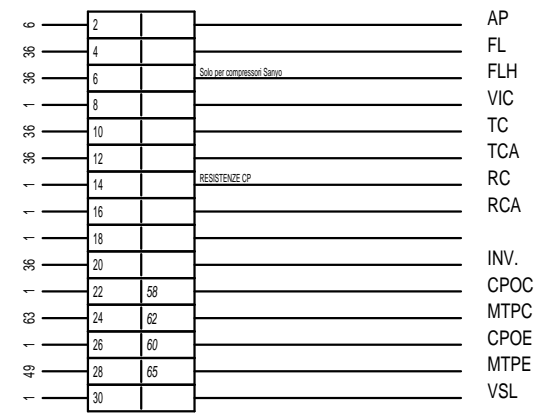 6 2 AP
36 4 FL
36 6 Solo per compressori Sanyo FLH
1 8 VIC
36 10 TC
36 12 TCA
1 14 RESISTENZE CP RC
1 16 RCA
1 18
36 20 INV.
1 22 58 CPOC
63 24 62 MTPC
1 26 60 CPOE
49 28 65 MTPE
1 30 VSL